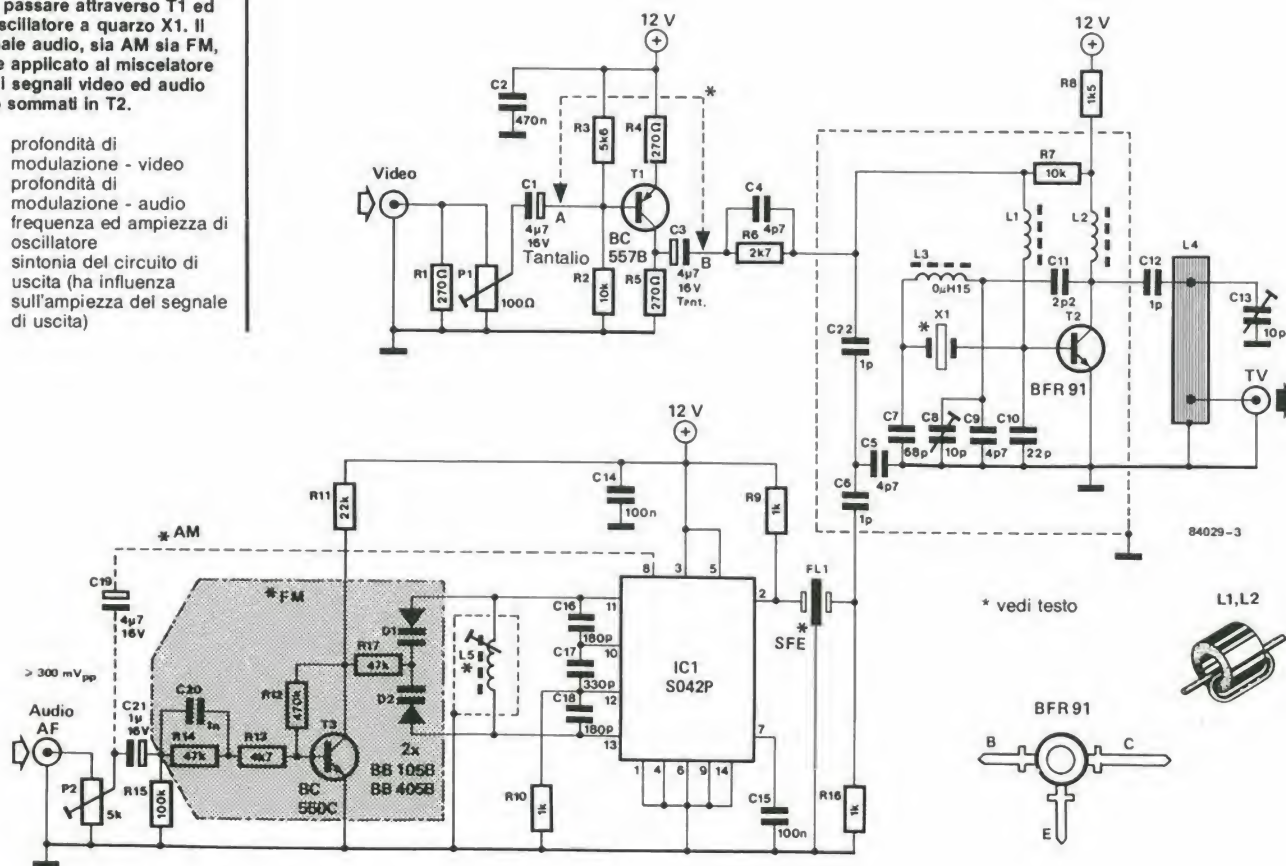 passare attraverso T1 ed
scillatore a quarzo X1. Il
ale audio, sia AM sia FM,
e applicato al miscelatore
i segnali video ed audio
sommati in T2.
profondità di
modulazione - video
profondità di
modulazione - audio
frequenza ed ampiezza di
oscillatore
sintonia del circuito di
uscita (ha influenza
sull'ampiezza del segnale
di uscita)
12 V
C2
470n
R3
5k6
R4
270Ω
*
Video
C1
4µ7
16V
Tantalio
A
T1
BC
557B
C3
4µ7
16V
Tant.
B
C4
4p7
R6
2k7
R1
270Ω
P1
100Ω
R2
10k
R5
270Ω
12 V
R8
1k5
R7
10k
L1
L2
L3
0µH15
C11
2p2
C12
1p
L4
C13
10p
* X1
T2
BFR 91
TV
C22
1p
C7
68p
C8
10p
C9
4p7
C10
22p
C5
4p7
C6
1p
84029-3
12 V
R11
22k
C14
100n
R9
1k
* AM
C19
4µ7
16V
* FM
R17
47k
D1
D2
2x
BB 105B
BB 405B
L5
*
C16
180p
C17
330p
C18
180p
11
10
12
13
8
3
5
2
7
1
4
6
9
14
IC1
S042P
FL1
*
SFE
> 300 mVpp
Audio
AF
P2
5k
C21
1µ
16V
C20
1n
R14
47k
R13
4k7
R12
470k
T3
BC
550C
R15
100k
R10
1k
C15
100n
R16
1k
* vedi testo
L1,L2
BFR 91
B
C
E